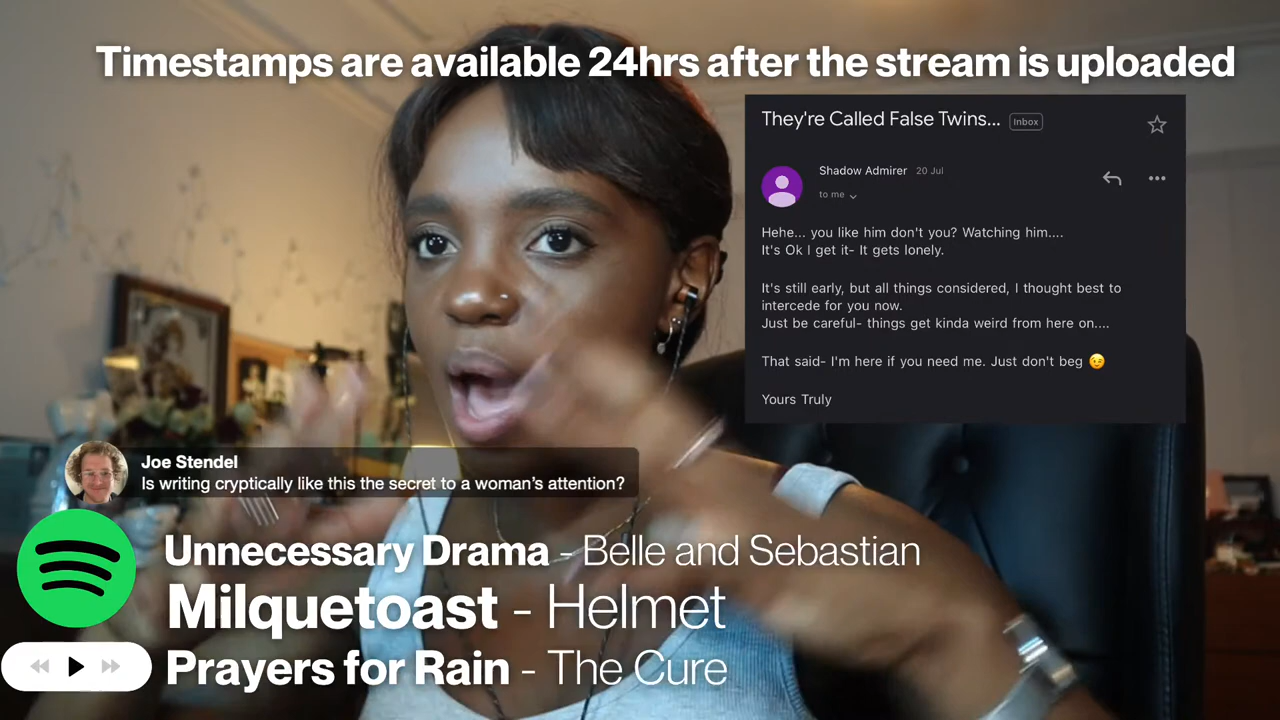 Timestamps are available 24hrs after the stream is uploaded
They're Called False Twins... Inbox
Shadow Admirer 20 Jul
to me
Hehe... you like him don't you? Watching him....
It's Ok I get it- It gets lonely.
It's still early, but all things considered, I thought best to
intercede for you now.
Just be careful- things get kinda weird from here on....
That said- I'm here if you need me. Just don't beg 😉
Yours Truly
Joe Stendel
Is writing cryptically like this the secret to a woman's attention?
Unnecessary Drama - Belle and Sebastian
Milquetoast - Helmet
Prayers for Rain - The Cure